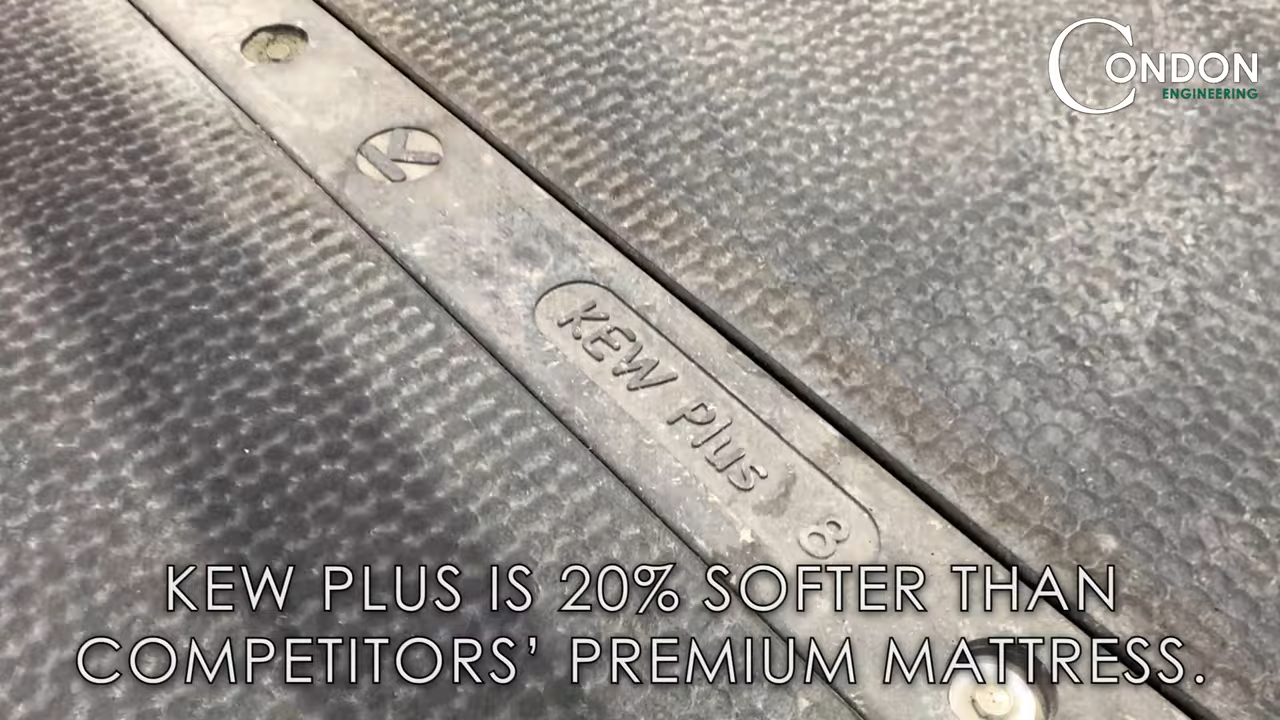 CONDON
ENGINEERING
K
KEW Plus 8
KEW PLUS IS 20% SOFTER THAN
COMPETITORS’ PREMIUM MATTRESS.